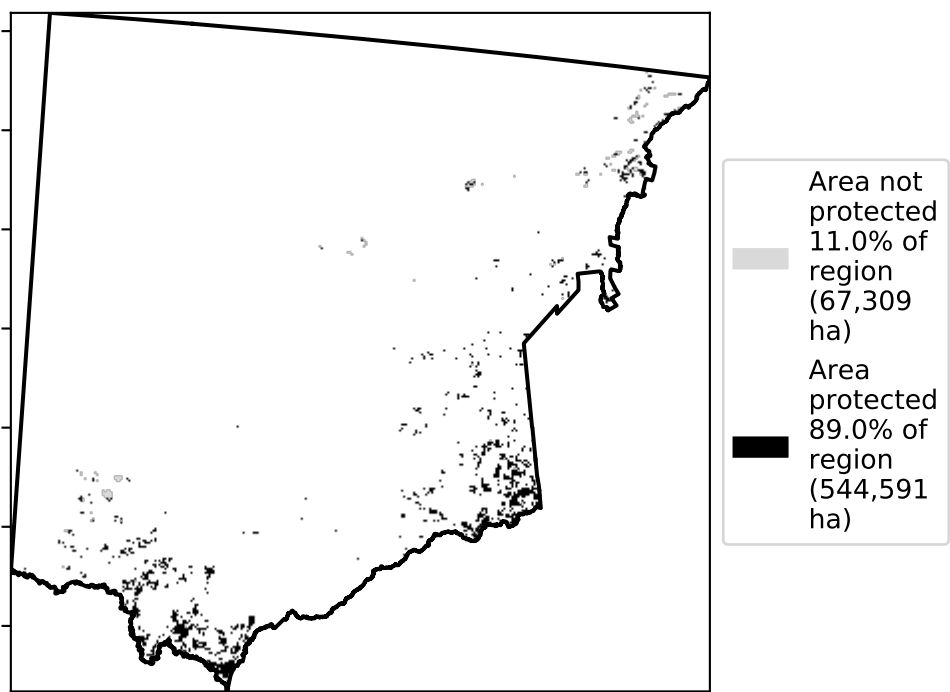 Area not
protected
11.0% of
region
(67,309
ha)
Area
protected
89.0% of
region
(544,591
ha)